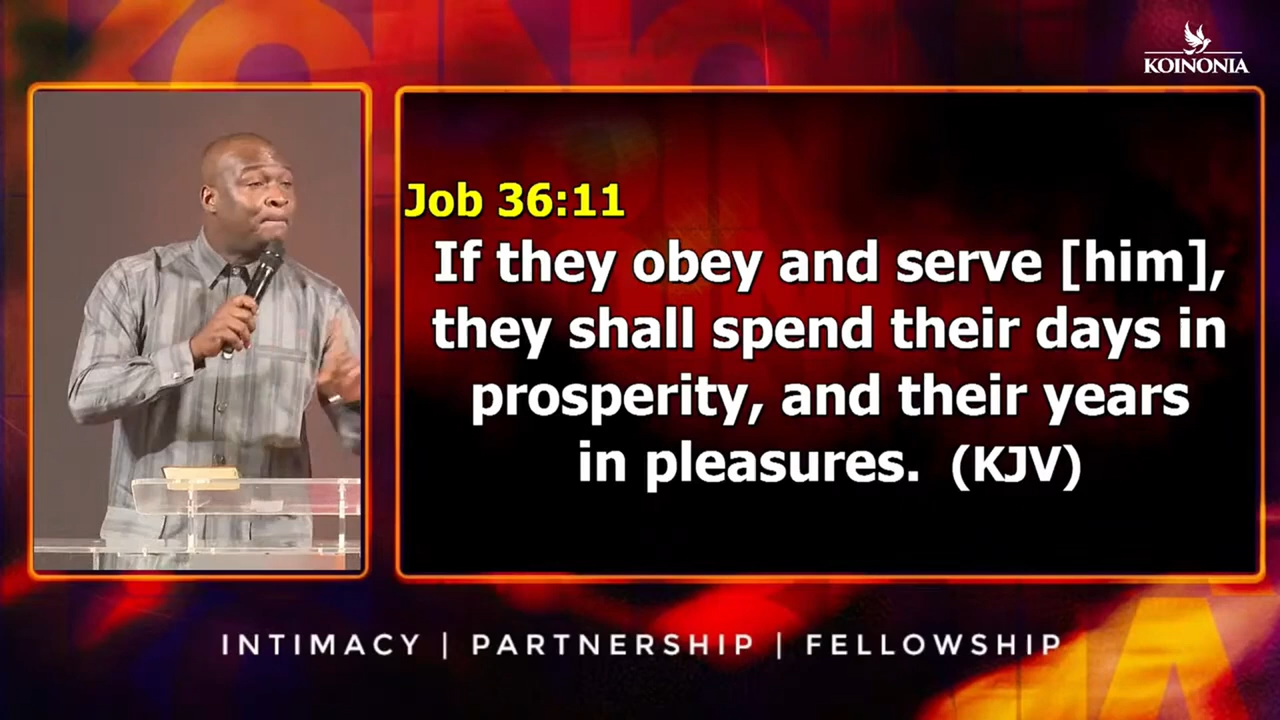 KOINONIA
Job 36:11
If they obey and serve [him],
they shall spend their days in
prosperity, and their years
in pleasures. (KJV)
INTIMACY | PARTNERSHIP | FELLOWSHIP